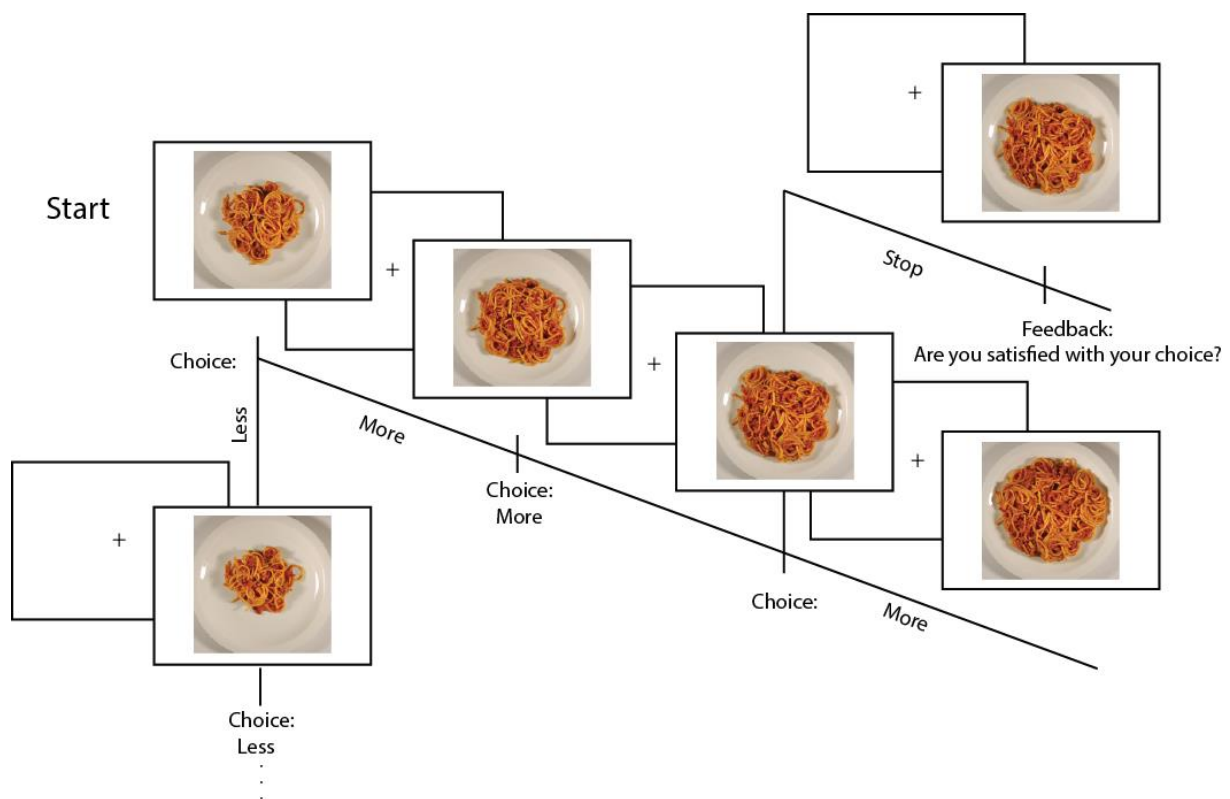 Start
+
+
Stop
Feedback:
Are you satisfied with your choice?
Choice:
Less
More
+
Choice:
More
+
+
Choice:
More
Choice:
Less
.
.
.